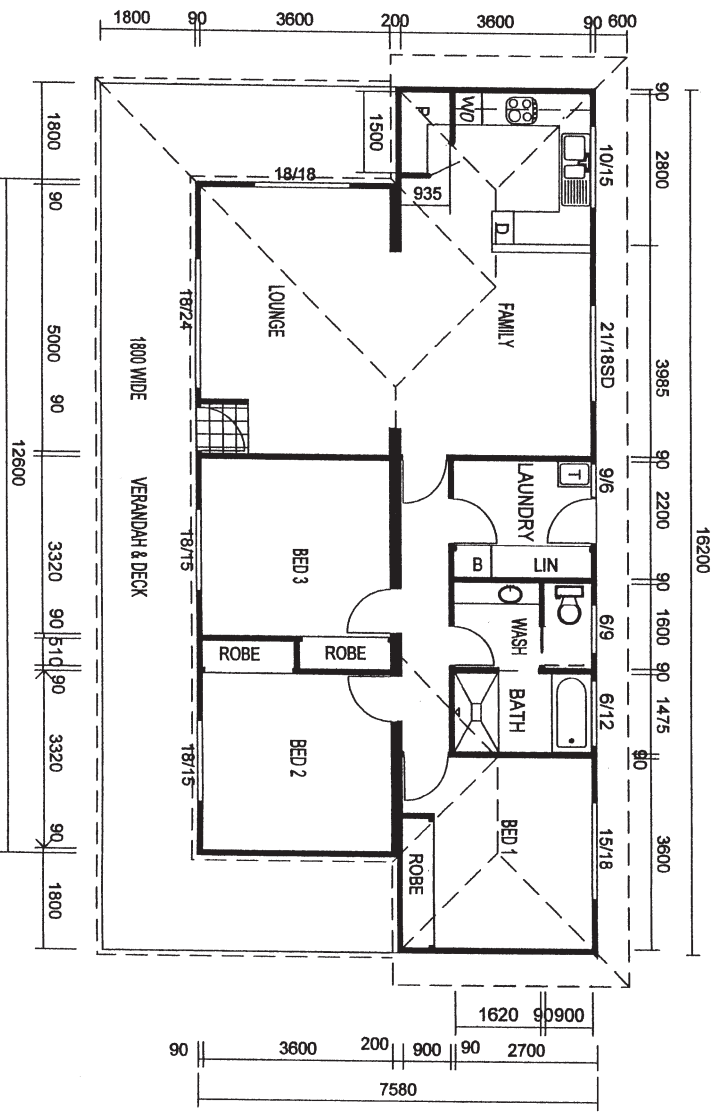 1800 90 3600 200 3600 90 600
90
1800
1500
P
W/O
10/15
2800
18/18
935
90
D
LOUNGE
FAMILY
18/24
21/18SD
5000
1800 WIDE VERANDAH & DECK
3985
90
12600
16200
90
9/6
T
LAUNDRY
2200
B
LIN
BED 3
18/15
3320
90
WASH
6/9
1600
90
510
ROBE
ROBE
90
90
BATH
6/12
1475
BED 2
18/15
3320
90
BED 1
15/18
3600
90
ROBE
1800
1620 90 900
90 3600 200 900 90 2700
7580